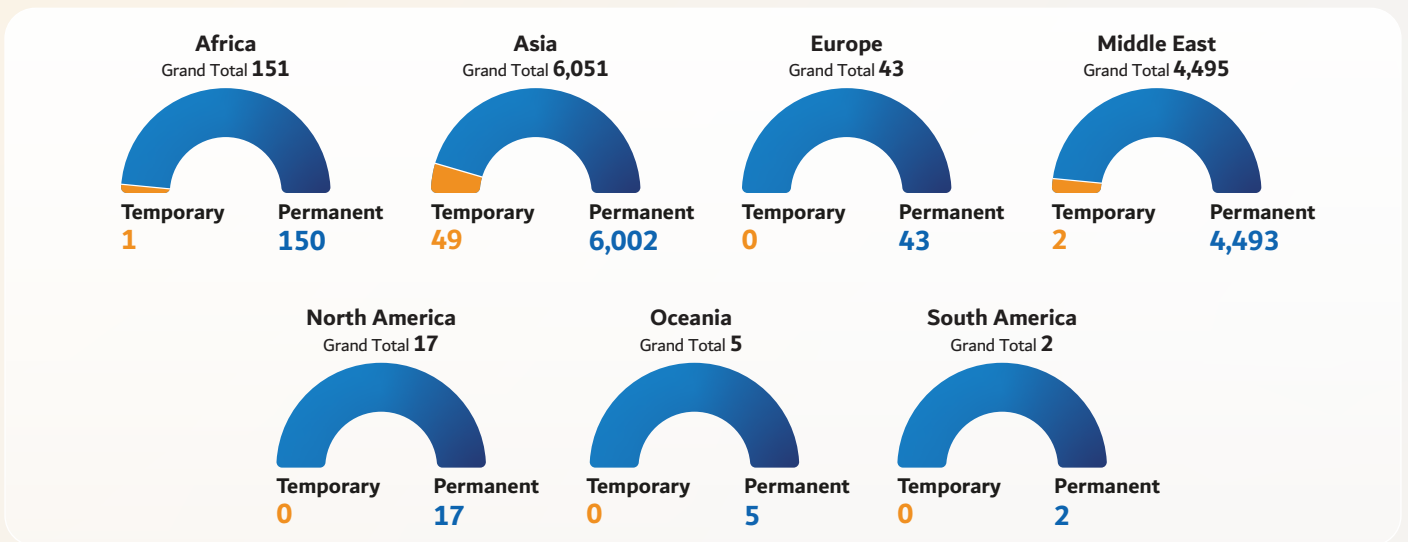 Africa
Grand Total 151
Temporary
1
Permanent
150
Asia
Grand Total 6,051
Temporary
49
Permanent
6,002
Europe
Grand Total 43
Temporary
0
Permanent
43
Middle East
Grand Total 4,495
Temporary
2
Permanent
4,493
North America
Grand Total 17
Temporary
0
Permanent
17
Oceania
Grand Total 5
Temporary
0
Permanent
5
South America
Grand Total 2
Temporary
0
Permanent
2